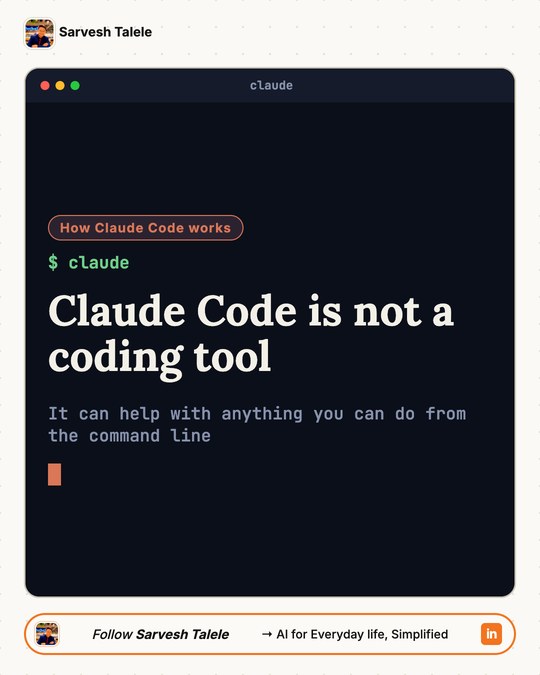 Sarvesh Talele
claude
How Claude Code works
$ claude
Claude Code is not a
coding tool
It can help with anything you can do from
the command line
Follow Sarvesh Talele → AI for Everyday life, Simplified in